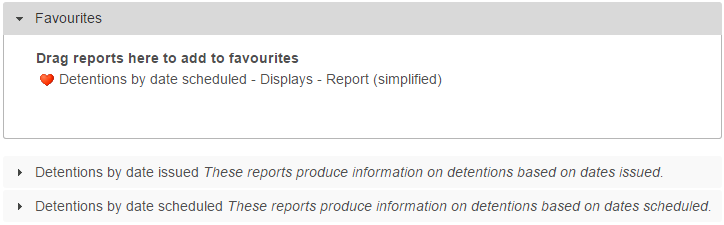 Favourites
Drag reports here to add to favourites
Detentions by date scheduled - Displays - Report (simplified)
Detentions by date issued These reports produce information on detentions based on dates issued.
Detentions by date scheduled These reports produce information on detentions based on dates scheduled.